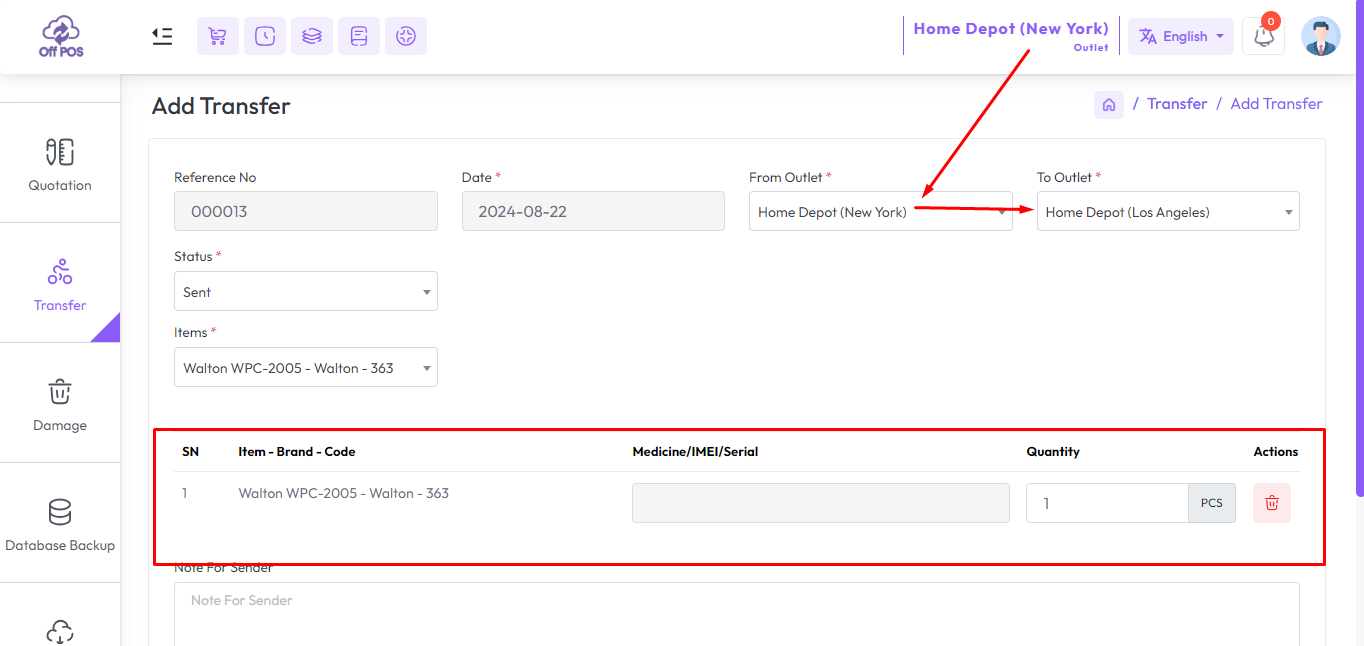 Off POS
Home Depot (New York)
Outlet
English
0
Add Transfer
/ Transfer / Add Transfer
Quotation
Transfer
Damage
Database Backup
Reference No
Date *
From Outlet *
To Outlet *
000013
2024-08-22
Home Depot (New York)
Home Depot (Los Angeles)
Status *
Sent
Items *
Walton WPC-2005 - Walton - 363
SN Item - Brand - Code Medicine/IMEI/Serial Quantity Actions
1 Walton WPC-2005 - Walton - 363 1 PCS
Note For Sender
Note For Sender